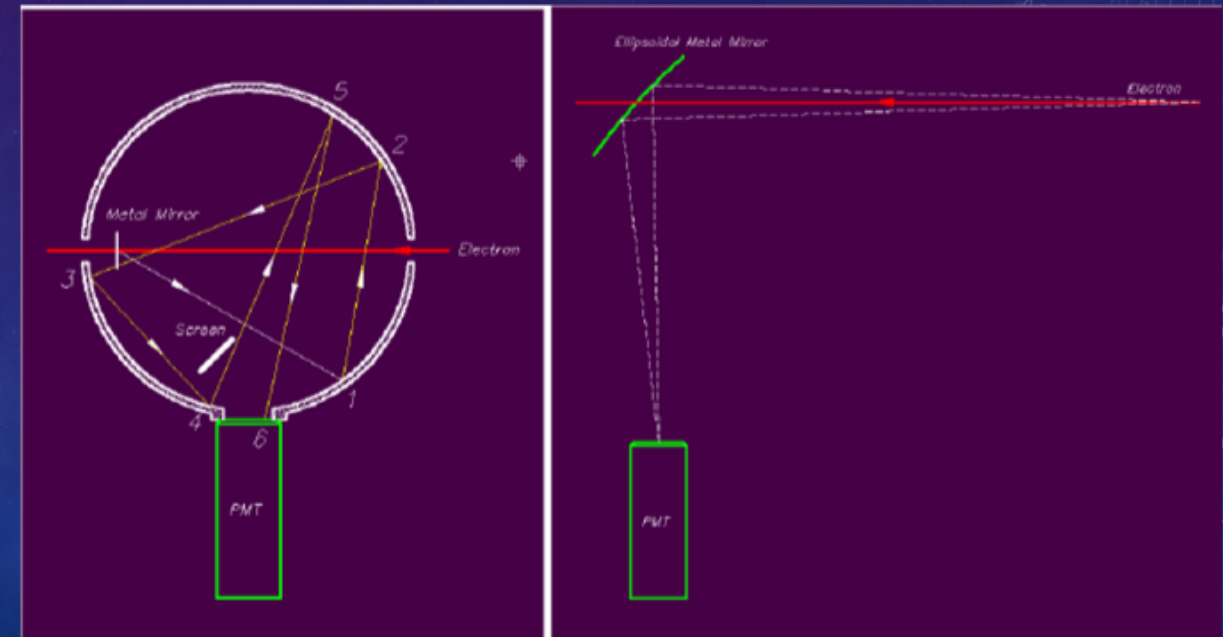 5
2
Metal Mirror
Electron
3
Screen
1
4
6
PMT
Ellipsoidal Metal Mirror
Electron
PMT